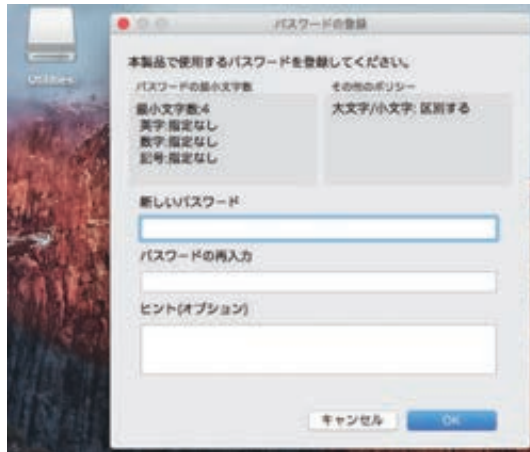 パスワードの登録
Utilities
本製品で使用するパスワードを登録してください。
パスワードの最小文字数
その他のポリシー
最小文字数:4
英字:指定なし
数字:指定なし
記号:指定なし
大文字/小文字: 区別する
新しいパスワード
パスワードの再入力
ヒント(オプション)
キャンセル
OK